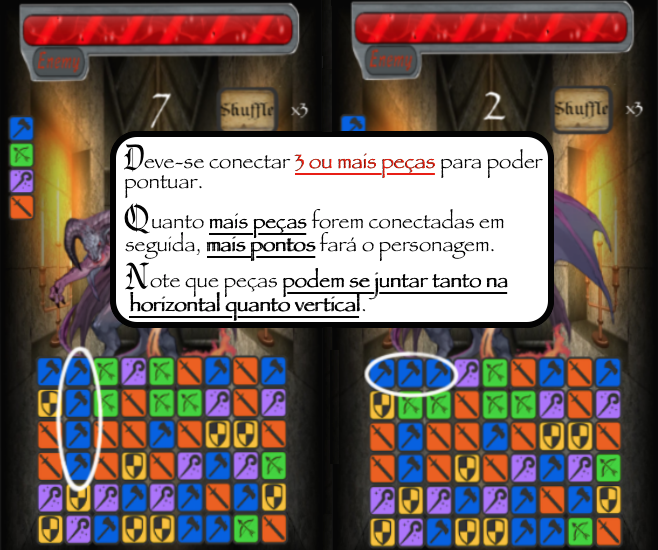 Enemy
Enemy
7
Shuffle
x3
2
Shuffle
x3
Deve-se conectar 3 ou mais peças para poder
pontuar.
Quanto mais peças forem conectadas em
seguida, mais pontos fará o personagem.
Note que peças podem se juntar tanto na
horizontal quanto vertical.